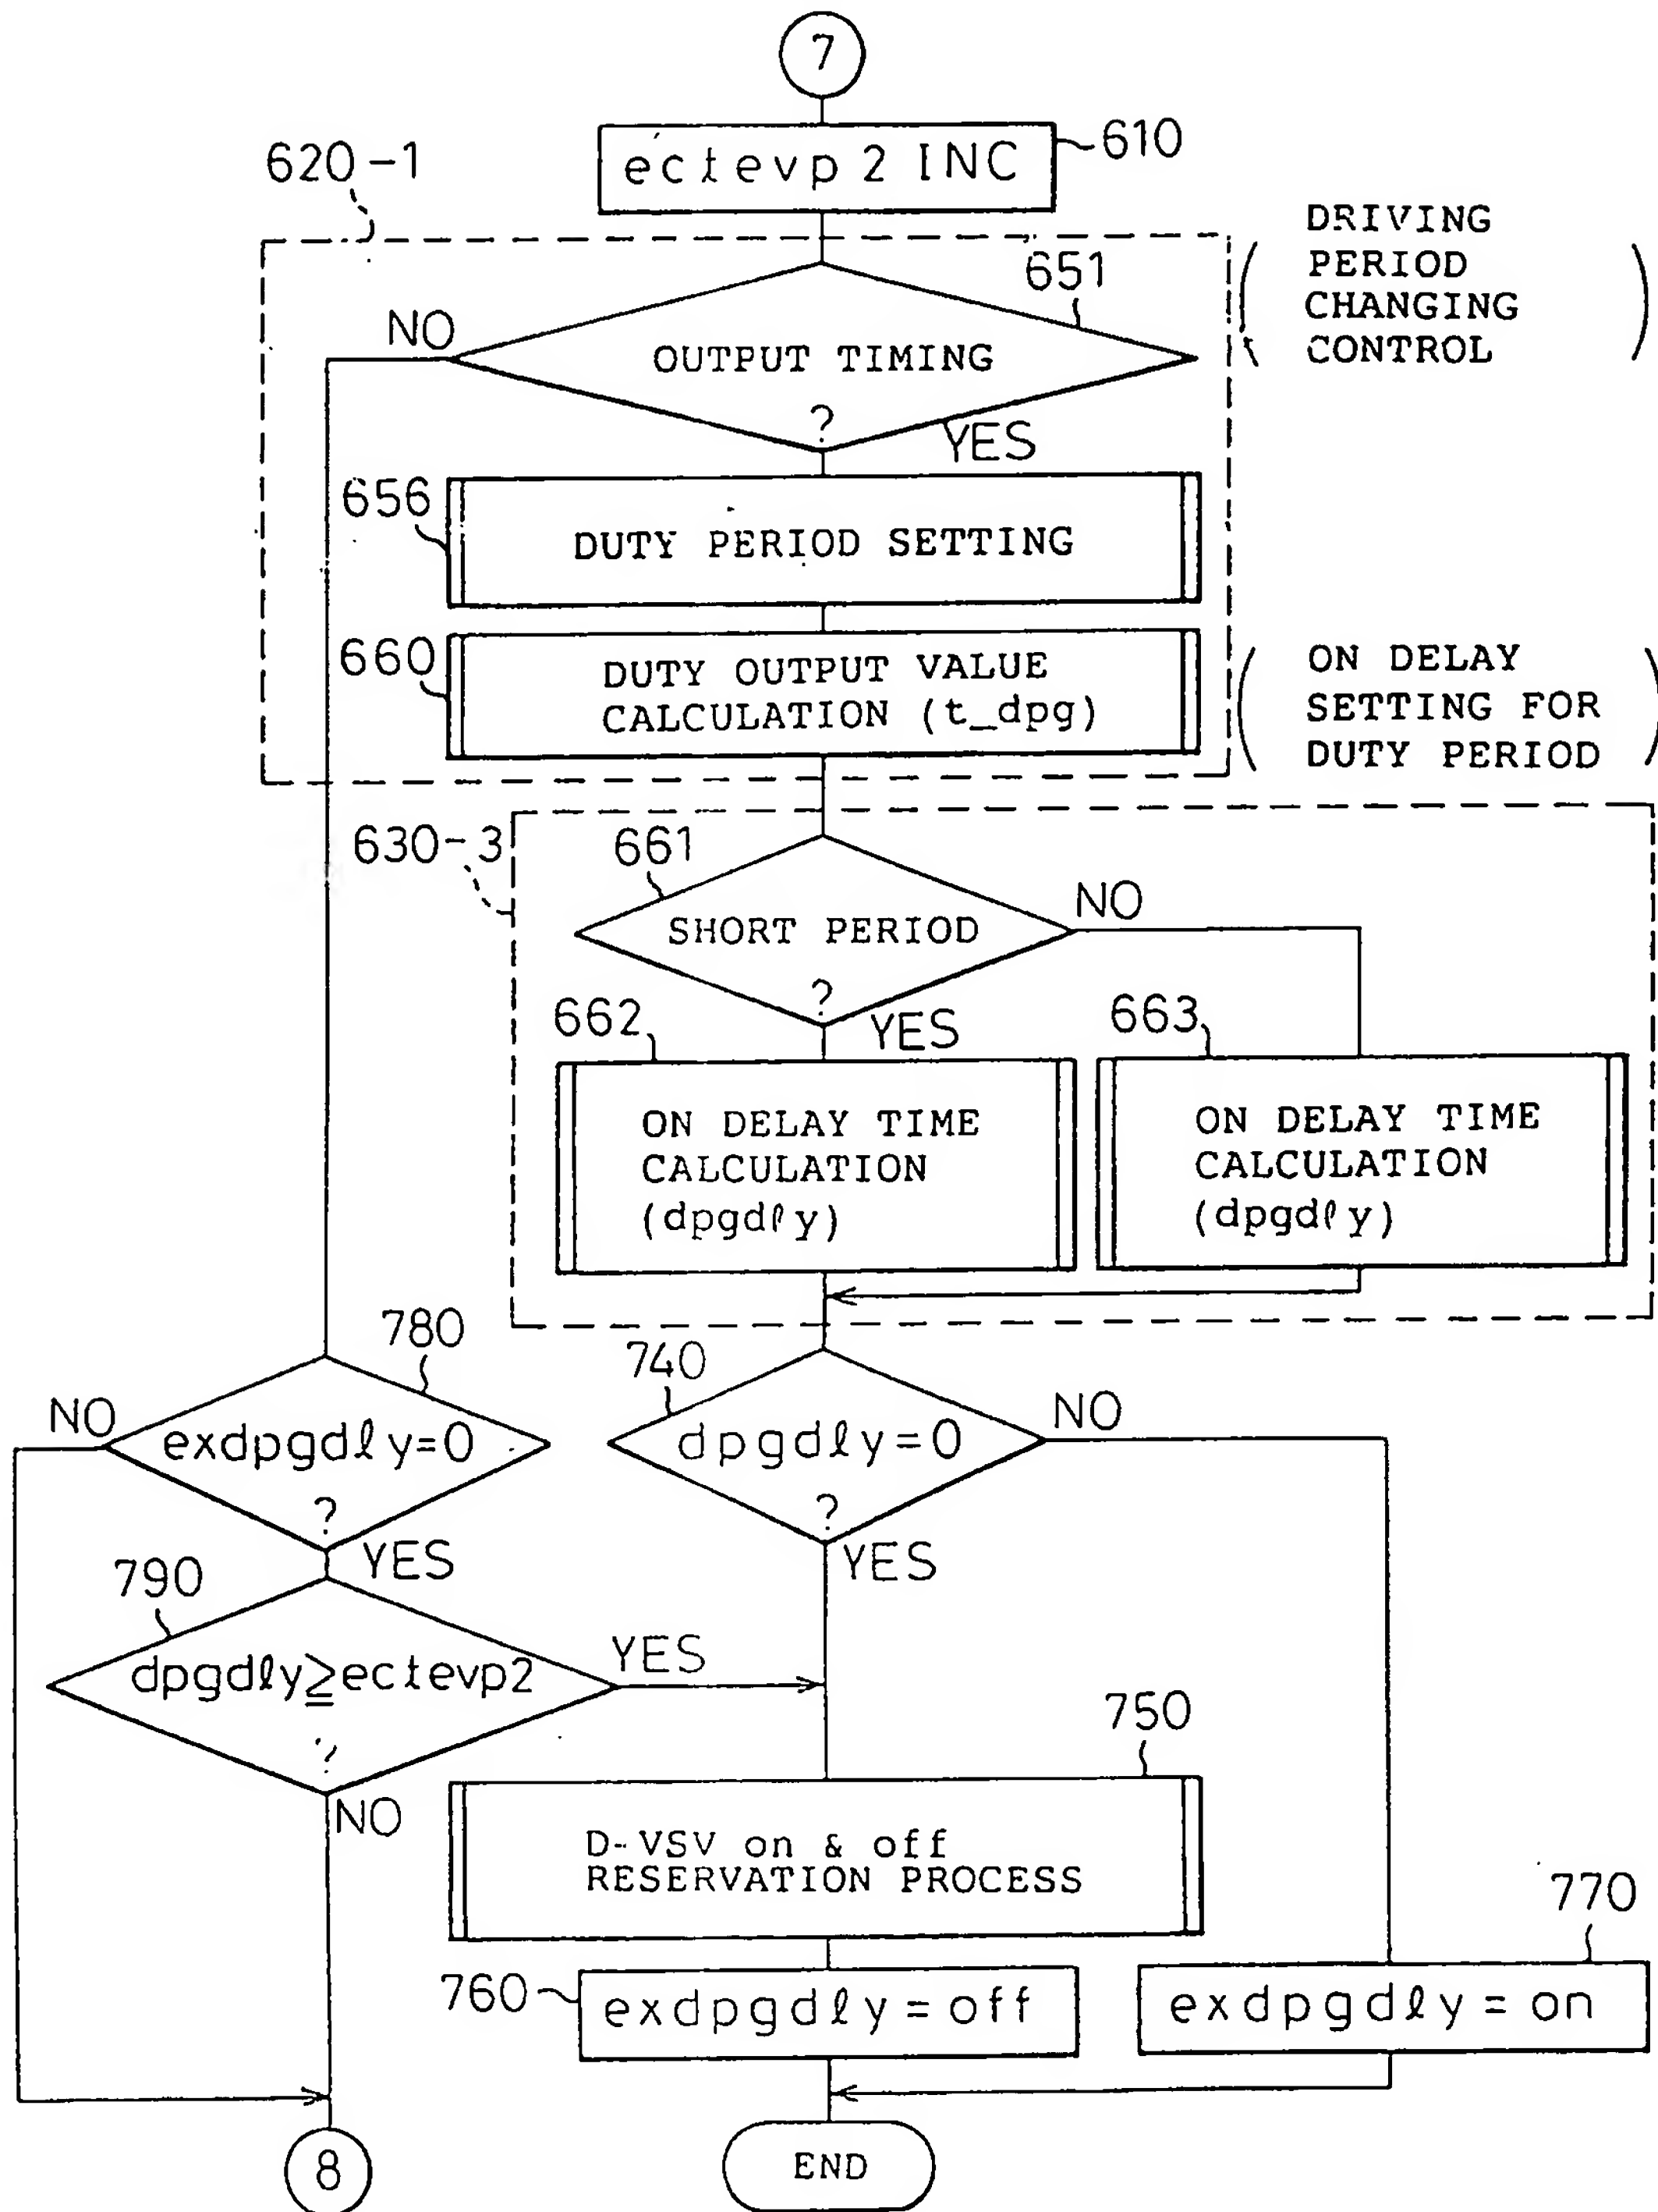 7
ectevp2 INC
610
620-1
DRIVING
PERIOD
CHANGING
CONTROL
651
NO
OUTPUT TIMING
?
YES
656
DUTY PERIOD SETTING
660
DUTY OUTPUT VALUE
CALCULATION (t_dpg)
ON DELAY
SETTING FOR
DUTY PERIOD
630-3
661
SHORT PERIOD
?
NO
YES
662
ON DELAY TIME
CALCULATION
(dpgdly)
663
ON DELAY TIME
CALCULATION
(dpgdly)
780
NO
exdpgdly=0
?
YES
740
dpgdly=0
?
NO
YES
790
dpgdly≧ectevp2
?
YES
NO
750
D-VSV on & off
RESERVATION PROCESS
760
exdpgdly=off
770
exdpgdly=on
8
END